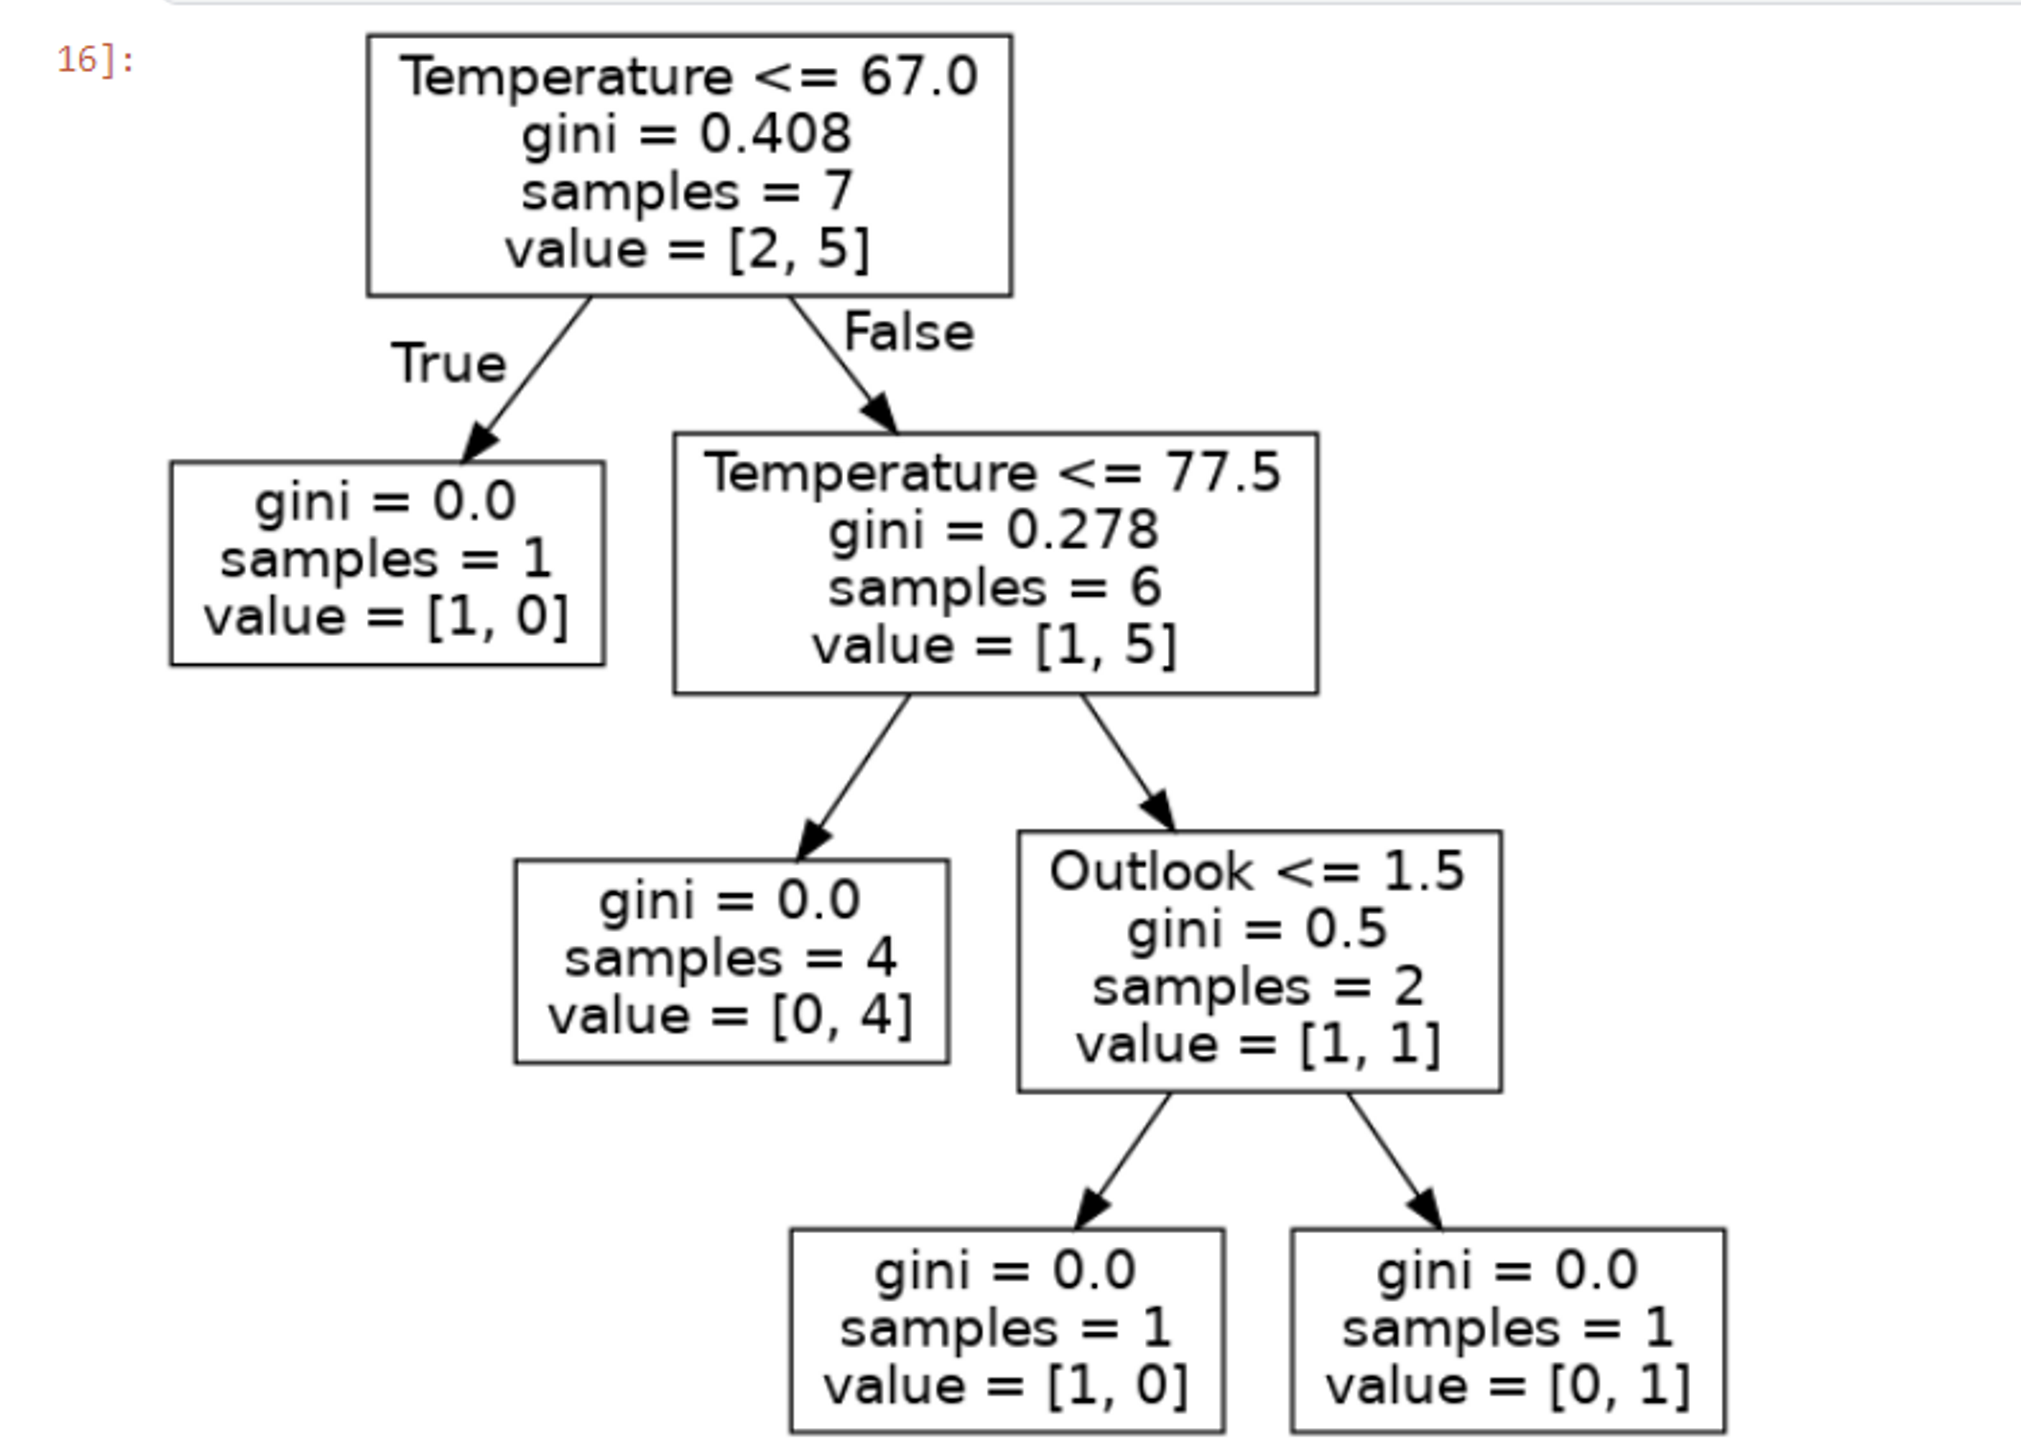 16]:
Temperature <= 67.0
gini = 0.408
samples = 7
value = [2, 5]
True
False
gini = 0.0
samples = 1
value = [1, 0]
Temperature <= 77.5
gini = 0.278
samples = 6
value = [1, 5]
gini = 0.0
samples = 4
value = [0, 4]
Outlook <= 1.5
gini = 0.5
samples = 2
value = [1, 1]
gini = 0.0
samples = 1
value = [1, 0]
gini = 0.0
samples = 1
value = [0, 1]